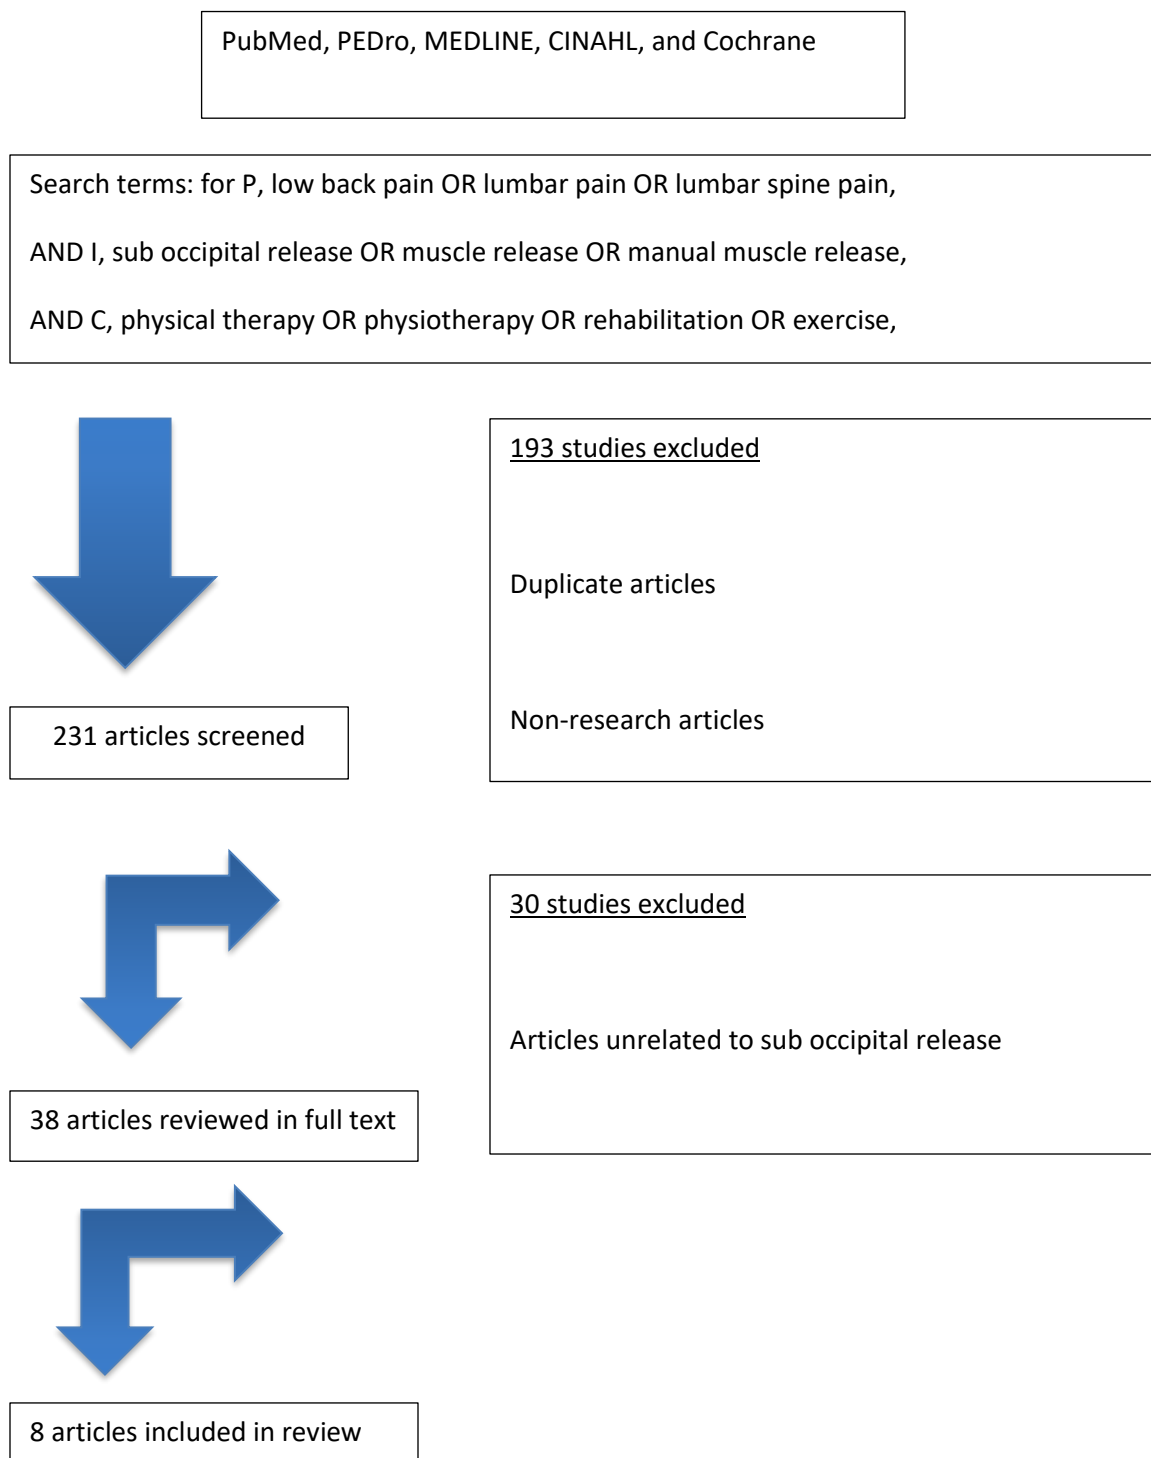 PubMed, PEDro, MEDLINE, CINAHL, and Cochrane
Search terms: for P, low back pain OR lumbar pain OR lumbar spine pain,
AND I, sub occipital release OR muscle release OR manual muscle release,
AND C, physical therapy OR physiotherapy OR rehabilitation OR exercise,
193 studies excluded
Duplicate articles
Non-research articles
231 articles screened
30 studies excluded
Articles unrelated to sub occipital release
38 articles reviewed in full text
8 articles included in review